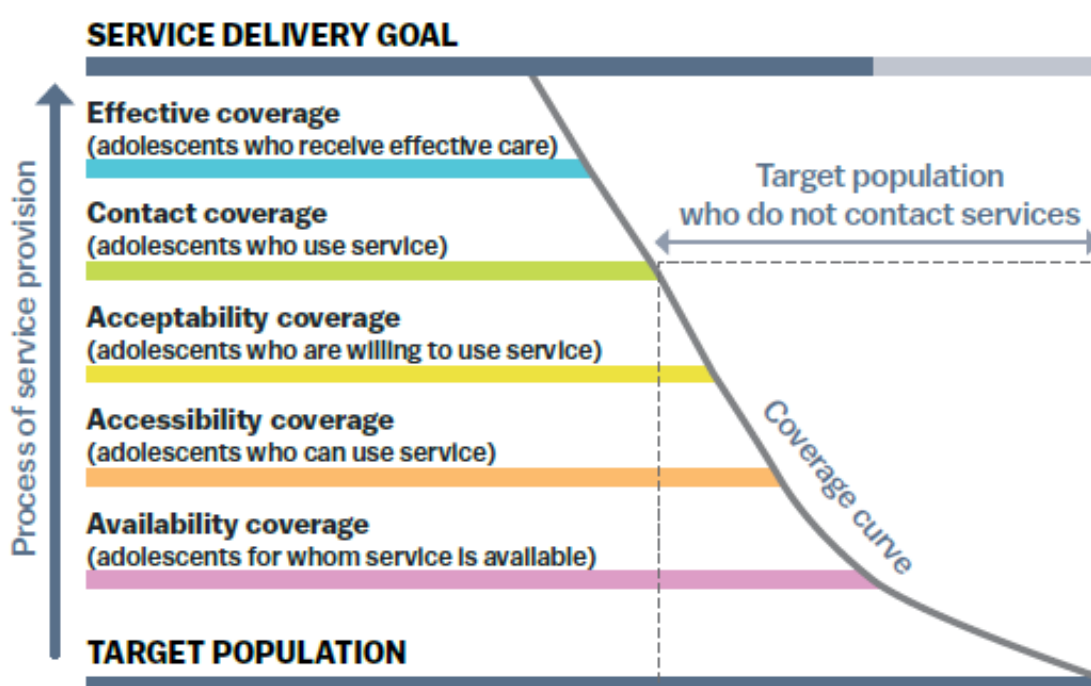 SERVICE DELIVERY GOAL
Process of service provision
Effective coverage
(adolescents who receive effective care)
Target population
who do not contact services
Contact coverage
(adolescents who use service)
Acceptability coverage
(adolescents who are willing to use service)
Accessibility coverage
(adolescents who can use service)
Coverage curve
Availability coverage
(adolescents for whom service is available)
TARGET POPULATION